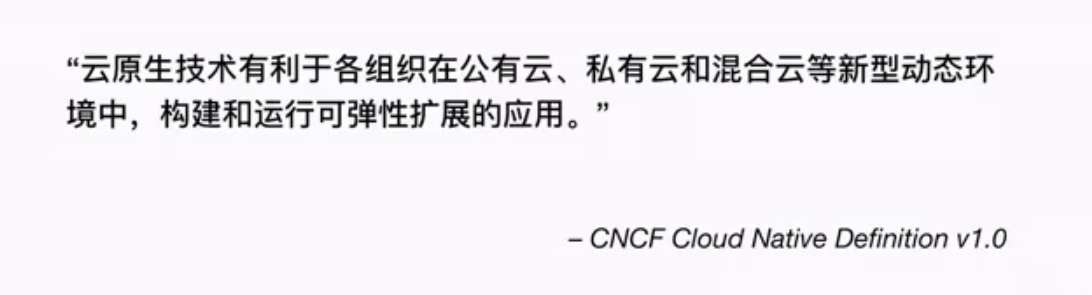 “云原生技术有利于各组织在公有云、私有云和混合云等新型动态环
境中，构建和运行可弹性扩展的应用。”
– CNCF Cloud Native Definition v1.0